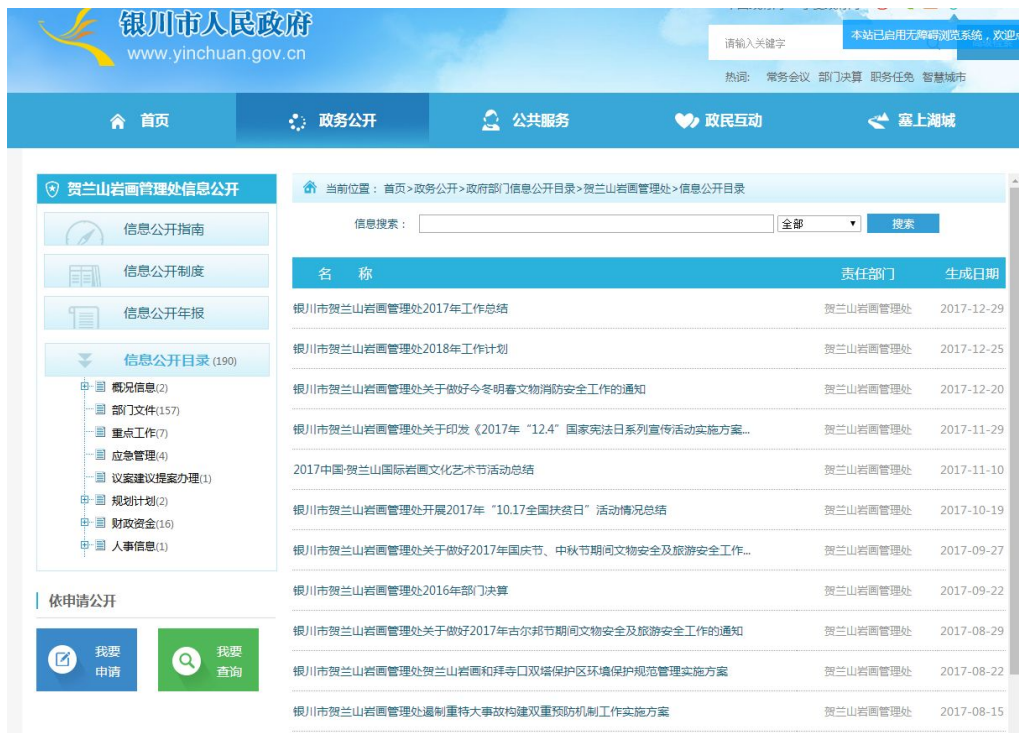 银川市人民政府
www.yinchuan.gov.cn
请输入关键字
本站已启用无障碍浏览系统，欢迎
热词: 常务会议 部门决算 职务任免 智慧城市
首页 政务公开 公共服务 政民互动 塞上湖城
贺兰山岩画管理处信息公开
信息公开指南
信息公开制度
信息公开年报
信息公开目录 (190)
概况信息(2)
部门文件(157)
重点工作(7)
应急管理(4)
议案建议提案办理(1)
规划计划(2)
财政资金(16)
人事信息(1)
依申请公开
我要申请
我要查询
当前位置： 首页>政务公开>政府部门信息公开目录>贺兰山岩画管理处>信息公开目录
信息搜索： 全部 搜索
名 称 责任部门 生成日期
银川市贺兰山岩画管理处2017年工作总结 贺兰山岩画管理处 2017-12-29
银川市贺兰山岩画管理处2018年工作计划 贺兰山岩画管理处 2017-12-25
银川市贺兰山岩画管理处关于做好今冬明春文物消防安全工作的通知 贺兰山岩画管理处 2017-12-20
银川市贺兰山岩画管理处关于印发《2017年“12.4”国家宪法日系列宣传活动实施方案... 贺兰山岩画管理处 2017-11-29
2017中国·贺兰山国际岩画文化艺术节活动总结 贺兰山岩画管理处 2017-11-10
银川市贺兰山岩画管理处开展2017年“10.17全国扶贫日”活动情况总结 贺兰山岩画管理处 2017-10-19
银川市贺兰山岩画管理处关于做好2017年国庆节、中秋节期间文物安全及旅游安全工作... 贺兰山岩画管理处 2017-09-27
银川市贺兰山岩画管理处2016年部门决算 贺兰山岩画管理处 2017-09-22
银川市贺兰山岩画管理处关于做好2017年古尔邦节期间文物安全及旅游安全工作的通知 贺兰山岩画管理处 2017-08-29
银川市贺兰山岩画管理处贺兰山岩画和拜寺口双塔保护区环境保护规范管理实施方案 贺兰山岩画管理处 2017-08-22
银川市贺兰山岩画管理处遏制重特大事故构建双重预防机制工作实施方案 贺兰山岩画管理处 2017-08-15